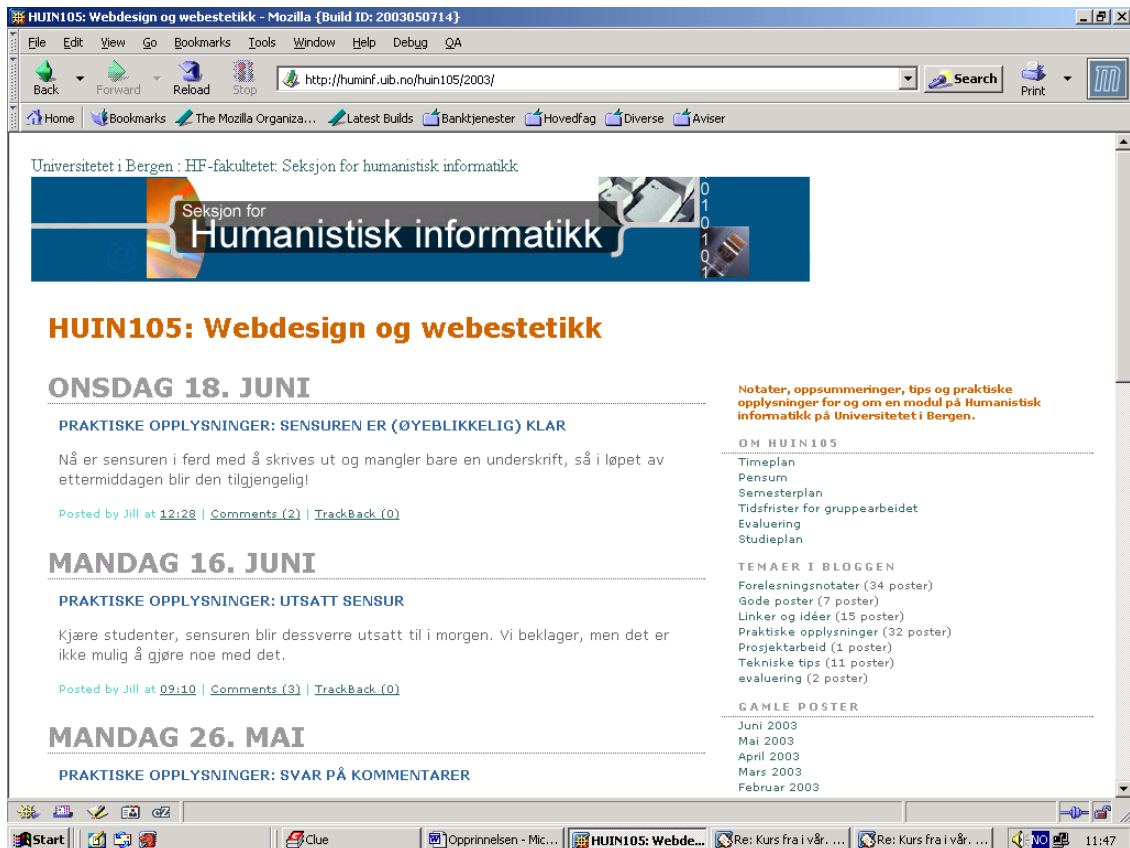 HUIN105: Webdesign og webestetikk - Mozilla {Build ID: 2003050714}
File Edit View Go Bookmarks Tools Window Help Debug QA
Back Forward Reload Stop http://huminf.uib.no/huin105/2003/ Search Print
Home Bookmarks The Mozilla Organiza... Latest Builds Banktjenester Hovedfag Diverse Aviser
Universitetet i Bergen : HF-fakultetet: Seksjon for humanistisk informatikk
Seksjon for
Humanistisk informatikk
HUIN105: Webdesign og webestetikk
ONSDAG 18. JUNI
PRAKTISKE OPPLYSNINGER: SENSUREN ER (ØYEBLIKKELIG) KLAR
Nå er sensuren i ferd med å skrives ut og mangler bare en underskrift, så i løpet av
ettermiddagen blir den tilgjengelig!
Posted by Jill at 12:28 | Comments (2) | TrackBack (0)
MANDAG 16. JUNI
PRAKTISKE OPPLYSNINGER: UTSATT SENSUR
Kjære studenter, sensuren blir dessverre utsatt til i morgen. Vi beklager, men det er
ikke mulig å gjøre noe med det.
Posted by Jill at 09:10 | Comments (3) | TrackBack (0)
MANDAG 26. MAI
PRAKTISKE OPPLYSNINGER: SVAR PÅ KOMMENTARER
Notater, oppsummeringer, tips og praktiske
opplysninger for og om en modul på Humanistisk
informatikk på Universitetet i Bergen.
OM HUIN105
Timeplan
Pensum
Semesterplan
Tidsfrister for gruppearbeidet
Evaluering
Studieplan
TEMAER I BLOGGEN
Forelesningsnotater (34 poster)
Gode poster (7 poster)
Linker og idéer (15 poster)
Praktiske opplysninger (32 poster)
Prosjektarbeid (1 poster)
Tekniske tips (11 poster)
evaluering (2 poster)
GAMLE POSTER
Juni 2003
Mai 2003
April 2003
Mars 2003
Februar 2003
Start Clue Opprinnelsen - Mic... HUIN105: Webde... Re: Kurs fra i vår. ... Re: Kurs fra i vår. ... NO 11:47